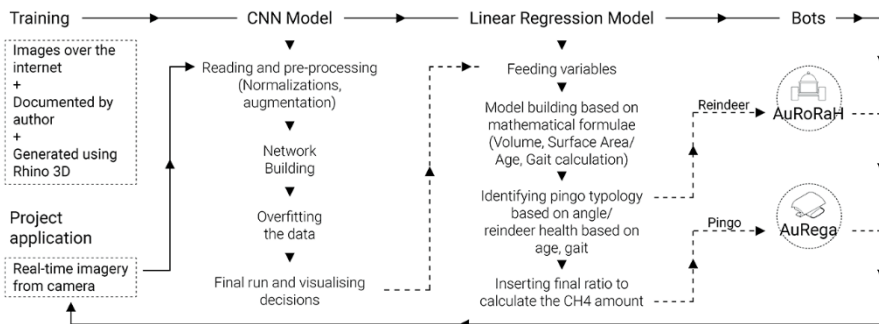 Training
CNN Model
Linear Regression Model
Bots
Images over the
internet
+
Documented by
author
+
Generated using
Rhino 3D
Project
application
Real-time imagery
from camera
Reading and pre-processing
(Normalizations,
augmentation)
Network
Building
Overfitting
the data
Final run and visualising
decisions
Feeding variables
Model building based on
mathematical formulae
(Volume, Surface Area/
Age, Gait calculation)
Identifying pingo typology
based on angle/
reindeer health based on
age, gait
Inserting final ratio to
calculate the CH4 amount
Reindeer
AuRoRaH
Pingo
AuRega